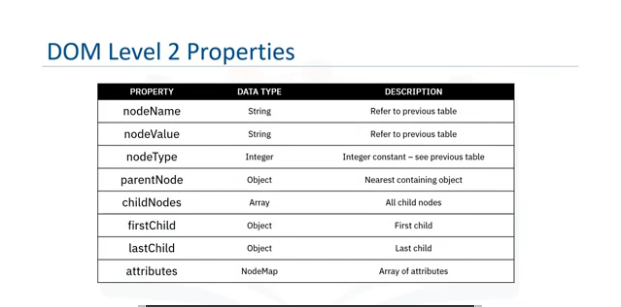 DOM Level 2 Properties
PROPERTY DATA TYPE DESCRIPTION
nodeName String Refer to previous table
nodeValue String Refer to previous table
nodeType Integer Integer constant – see previous table
parentNode Object Nearest containing object
childNodes Array All child nodes
firstChild Object First child
lastChild Object Last child
attributes NodeMap Array of attributes